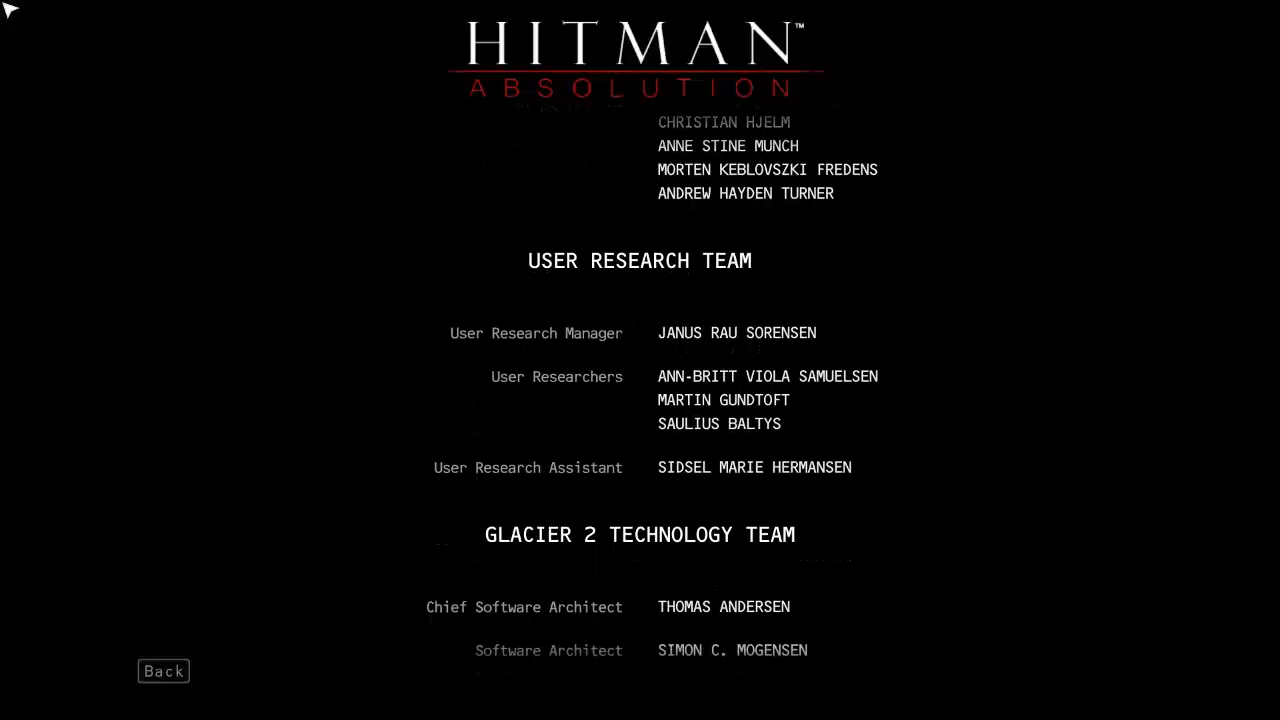 HITMAN™
ABSOLUTION
CHRISTIAN HJELM
ANNE STINE MUNCH
MORTEN KEBLOVSZKI FREDENS
ANDREW HAYDEN TURNER
USER RESEARCH TEAM
User Research Manager JANUS RAU SORENSEN
User Researchers ANN-BRITT VIOLA SAMUELSEN
MARTIN GUNDTOFT
SAULIUS BALTYS
User Research Assistant SIDSEL MARIE HERMANSEN
GLACIER 2 TECHNOLOGY TEAM
Chief Software Architect THOMAS ANDERSEN
Software Architect SIMON C. MOGENSEN
Back